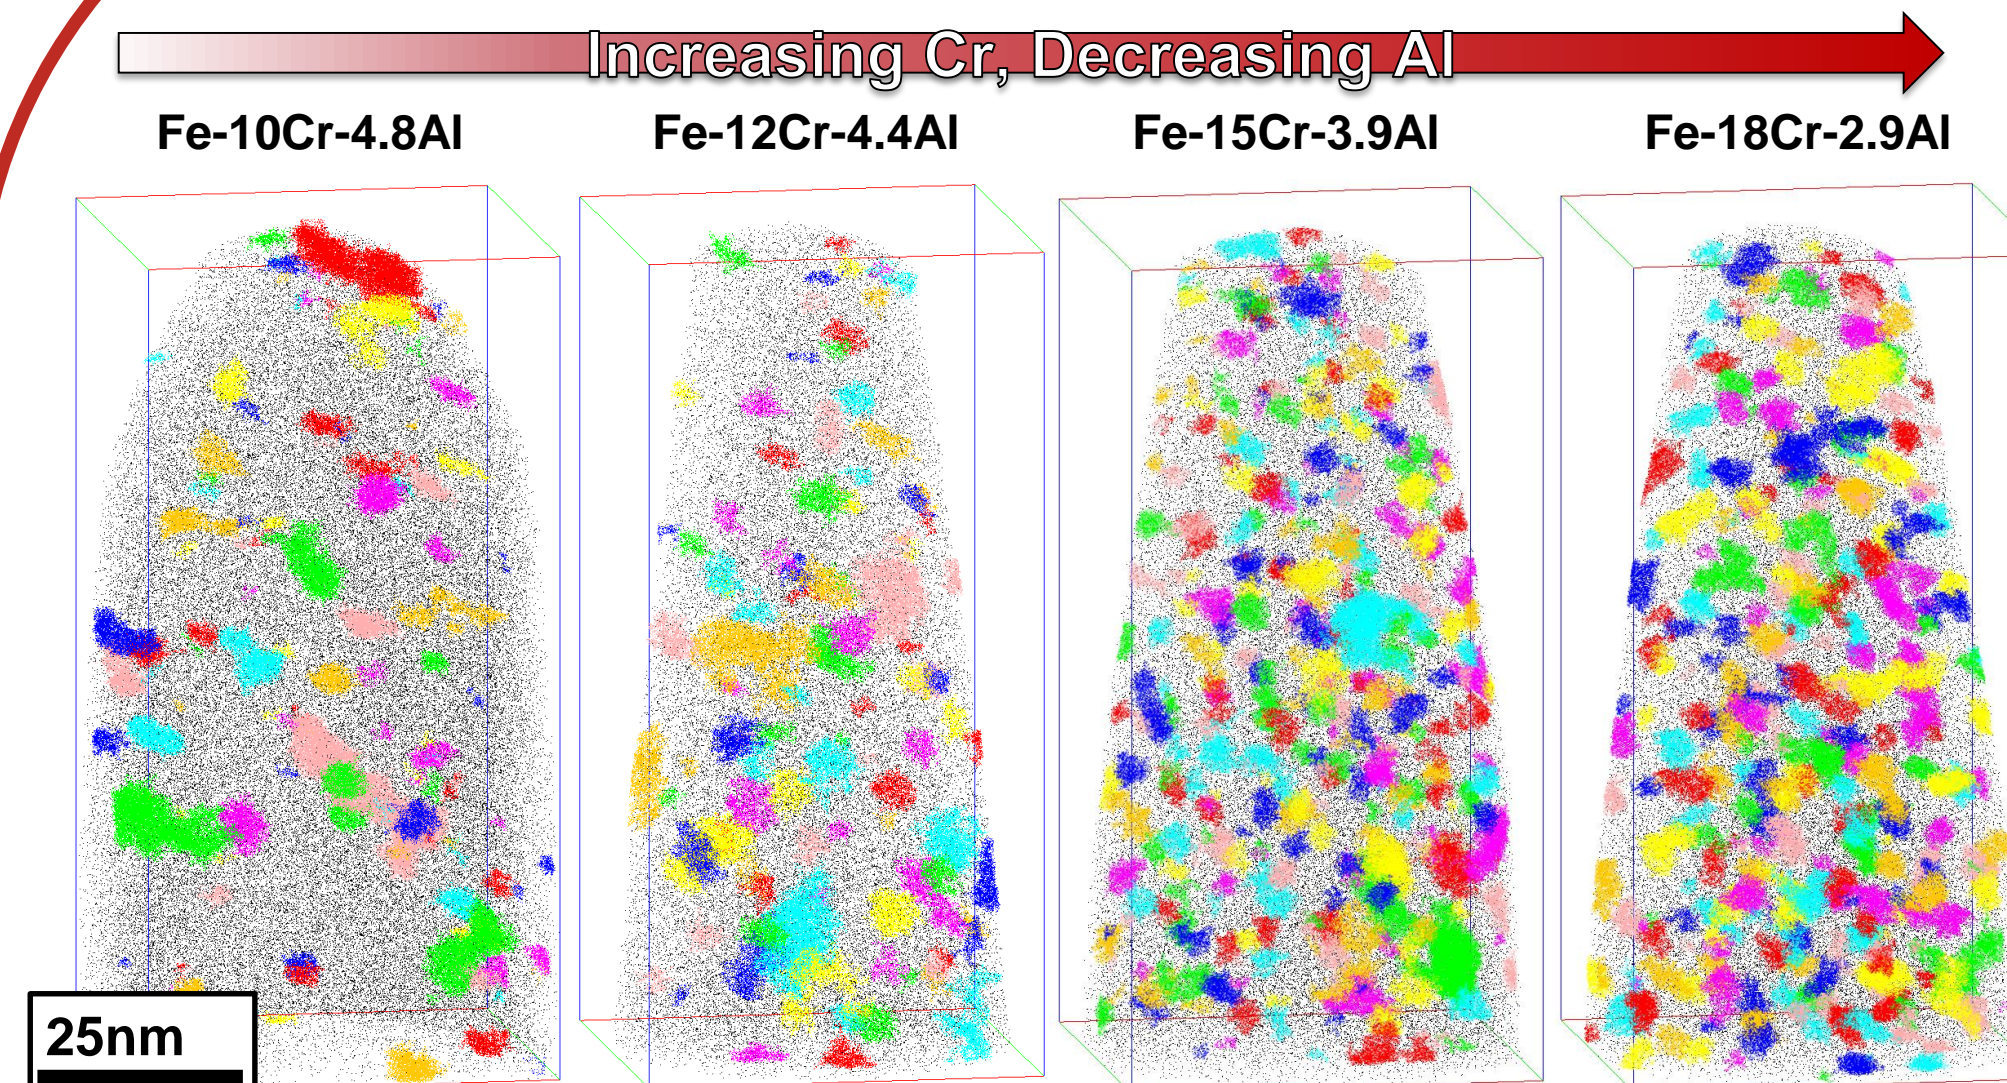 Increasing Cr, Decreasing Al
Fe-10Cr-4.8Al
Fe-12Cr-4.4Al
Fe-15Cr-3.9Al
Fe-18Cr-2.9Al
25nm